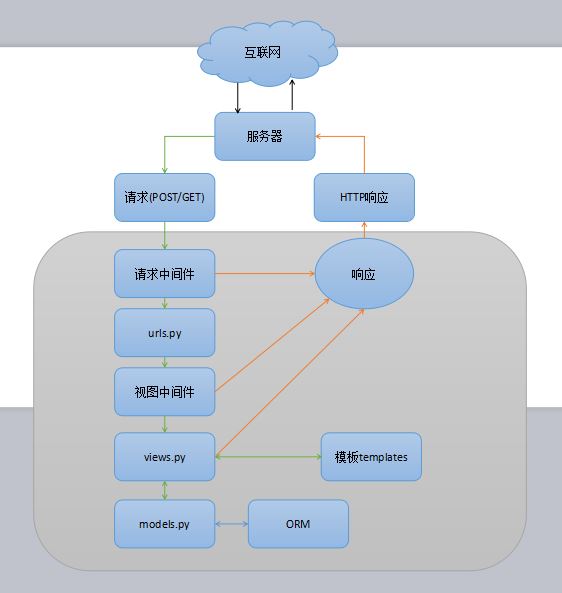 互联网
服务器
请求(POST/GET)
HTTP响应
请求中间件
响应
urls.py
视图中间件
views.py
模板templates
models.py
ORM